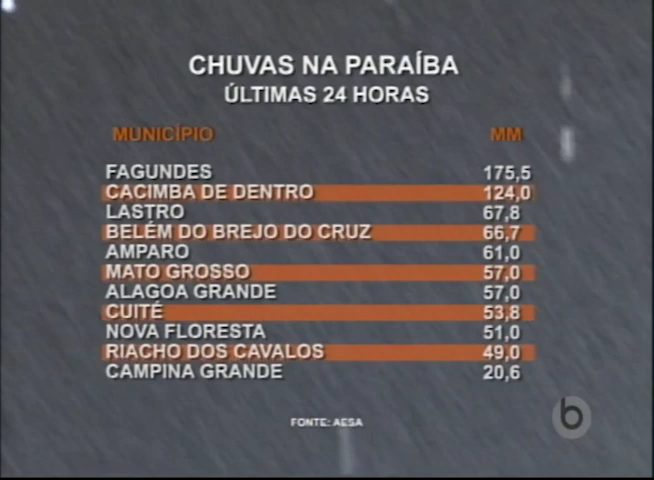 CHUVAS NA PARAÍBA
ÚLTIMAS 24 HORAS
MUNICÍPIO MM
FAGUNDES 175,5
CACIMBA DE DENTRO 124,0
LASTRO 67,8
BELÉM DO BREJO DO CRUZ 66,7
AMPARO 61,0
MATO GROSSO 57,0
ALAGOA GRANDE 57,0
CUITÉ 53,8
NOVA FLORESTA 51,0
RIACHO DOS CAVALOS 49,0
CAMPINA GRANDE 20,6
FONTE: AESA
b